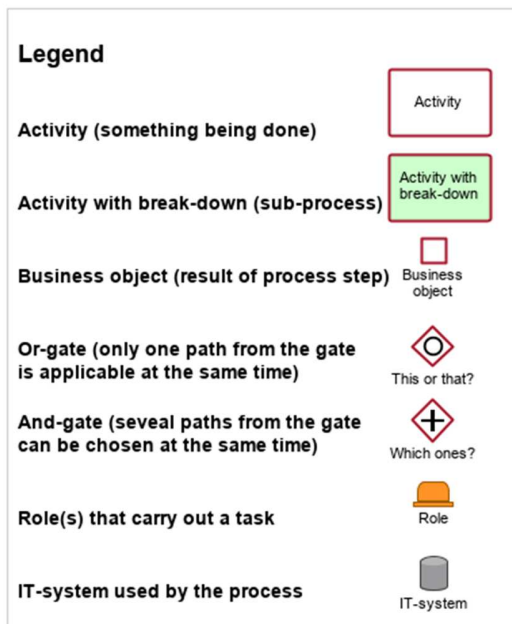 Legend
Activity
Activity (something being done)
Activity with
break-down
Activity with break-down (sub-process)
Business object (result of process step)
Business
object
Or-gate (only one path from the gate
is applicable at the same time)
This or that?
And-gate (seveal paths from the gate
can be chosen at the same time)
Which ones?
Role(s) that carry out a task
Role
IT-system used by the process
IT-system